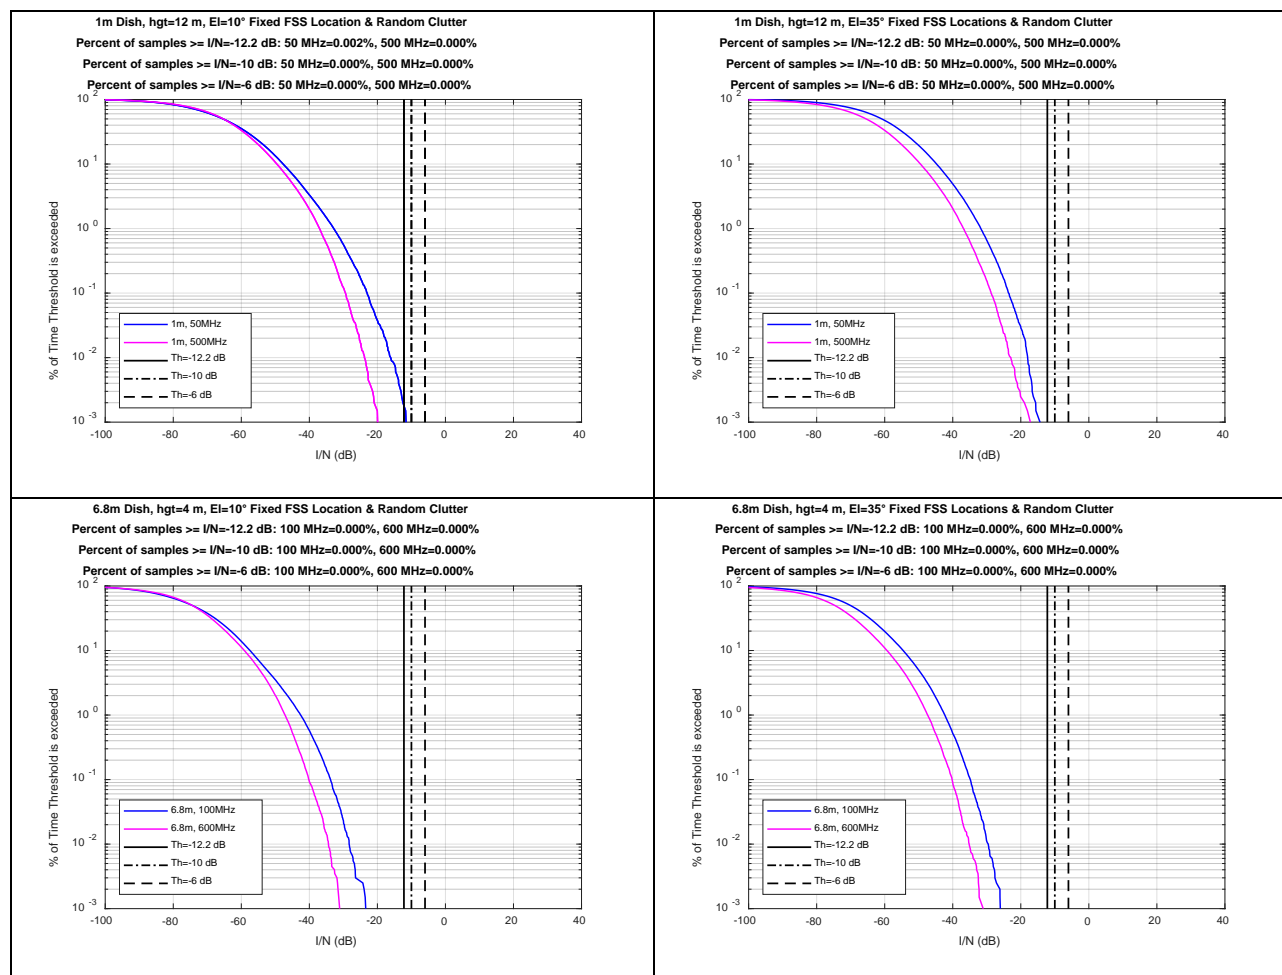 1m Dish, hgt=12 m, El=10° Fixed FSS Location & Random Clutter
Percent of samples >= I/N=-12.2 dB: 50 MHz=0.002%, 500 MHz=0.000%
Percent of samples >= I/N=-10 dB: 50 MHz=0.000%, 500 MHz=0.000%
Percent of samples >= I/N=-6 dB: 50 MHz=0.000%, 500 MHz=0.000%
10 2
10 1
10 0
10 -1
10 -2
10 -3
% of Time Threshold is exceeded
1m, 50MHz
1m, 500MHz
Th=-12.2 dB
Th=-10 dB
Th=-6 dB
-100 -80 -60 -40 -20 0 20 40
I/N (dB)
1m Dish, hgt=12 m, El=35° Fixed FSS Locations & Random Clutter
Percent of samples >= I/N=-12.2 dB: 50 MHz=0.000%, 500 MHz=0.000%
Percent of samples >= I/N=-10 dB: 50 MHz=0.000%, 500 MHz=0.000%
Percent of samples >= I/N=-6 dB: 50 MHz=0.000%, 500 MHz=0.000%
10 2
10 1
10 0
10 -1
10 -2
10 -3
% of Time Threshold is exceeded
1m, 50MHz
1m, 500MHz
Th=-12.2 dB
Th=-10 dB
Th=-6 dB
-100 -80 -60 -40 -20 0 20 40
I/N (dB)
6.8m Dish, hgt=4 m, El=10° Fixed FSS Location & Random Clutter
Percent of samples >= I/N=-12.2 dB: 100 MHz=0.000%, 600 MHz=0.000%
Percent of samples >= I/N=-10 dB: 100 MHz=0.000%, 600 MHz=0.000%
Percent of samples >= I/N=-6 dB: 100 MHz=0.000%, 600 MHz=0.000%
10 2
10 1
10 0
10 -1
10 -2
10 -3
% of Time Threshold is exceeded
6.8m, 100MHz
6.8m, 600MHz
Th=-12.2 dB
Th=-10 dB
Th=-6 dB
-100 -80 -60 -40 -20 0 20 40
I/N (dB)
6.8m Dish, hgt=4 m, El=35° Fixed FSS Locations & Random Clutter
Percent of samples >= I/N=-12.2 dB: 100 MHz=0.000%, 600 MHz=0.000%
Percent of samples >= I/N=-10 dB: 100 MHz=0.000%, 600 MHz=0.000%
Percent of samples >= I/N=-6 dB: 100 MHz=0.000%, 600 MHz=0.000%
10 2
10 1
10 0
10 -1
10 -2
10 -3
% of Time Threshold is exceeded
6.8m, 100MHz
6.8m, 600MHz
Th=-12.2 dB
Th=-10 dB
Th=-6 dB
-100 -80 -60 -40 -20 0 20 40
I/N (dB)